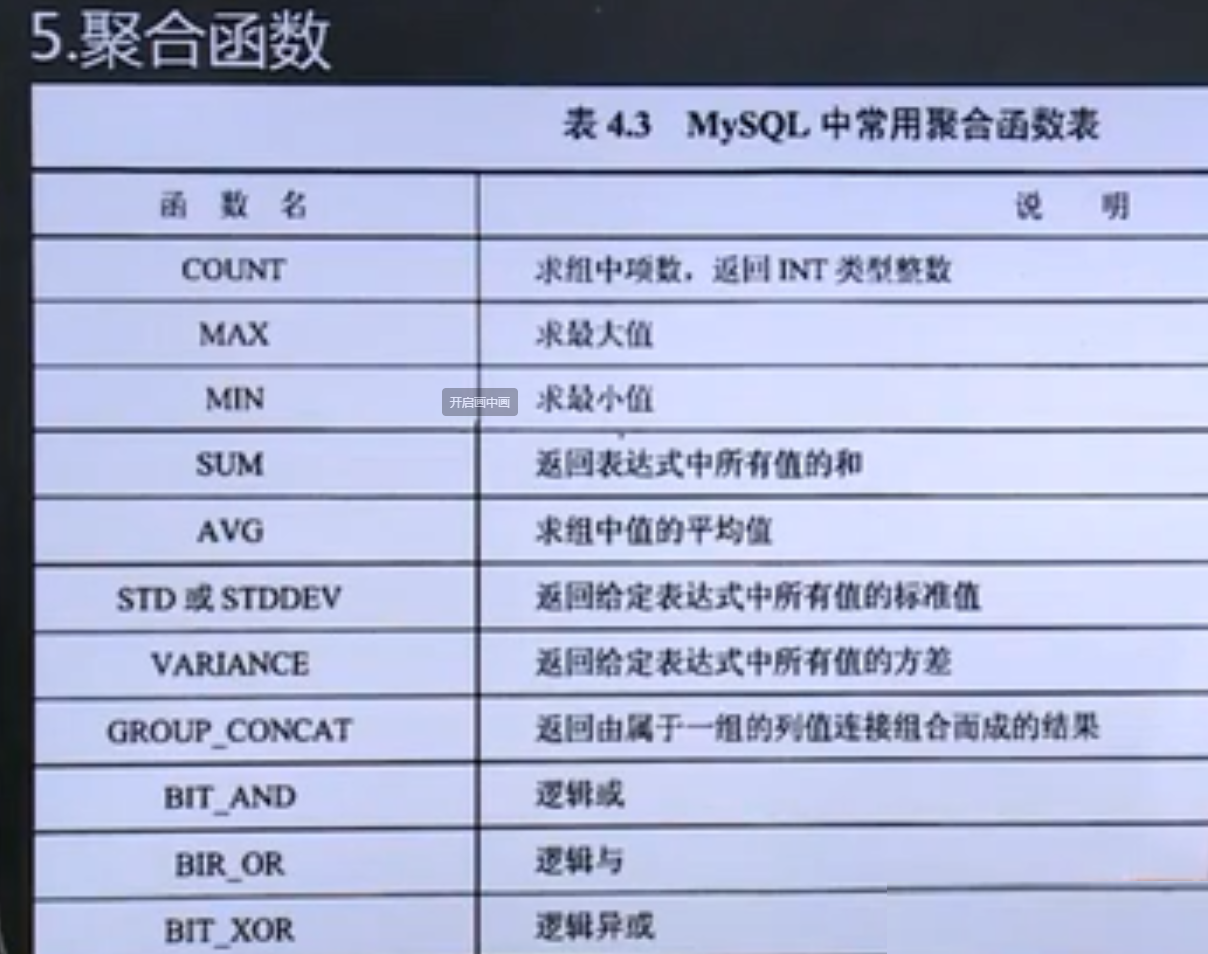 5.聚合函数
表 4.3 MySQL 中常用聚合函数表
函 数 名 说 明
COUNT 求组中项数，返回 INT 类型整数
MAX 求最大值
MIN 求最小值
开启画中画
SUM 返回表达式中所有值的和
AVG 求组中值的平均值
STD 或 STDDEV 返回给定表达式中所有值的标准值
VARIANCE 返回给定表达式中所有值的方差
GROUP_CONCAT 返回由属于一组的列值连接组合而成的结果
BIT_AND 逻辑或
BIR_OR 逻辑与
BIT_XOR 逻辑异或